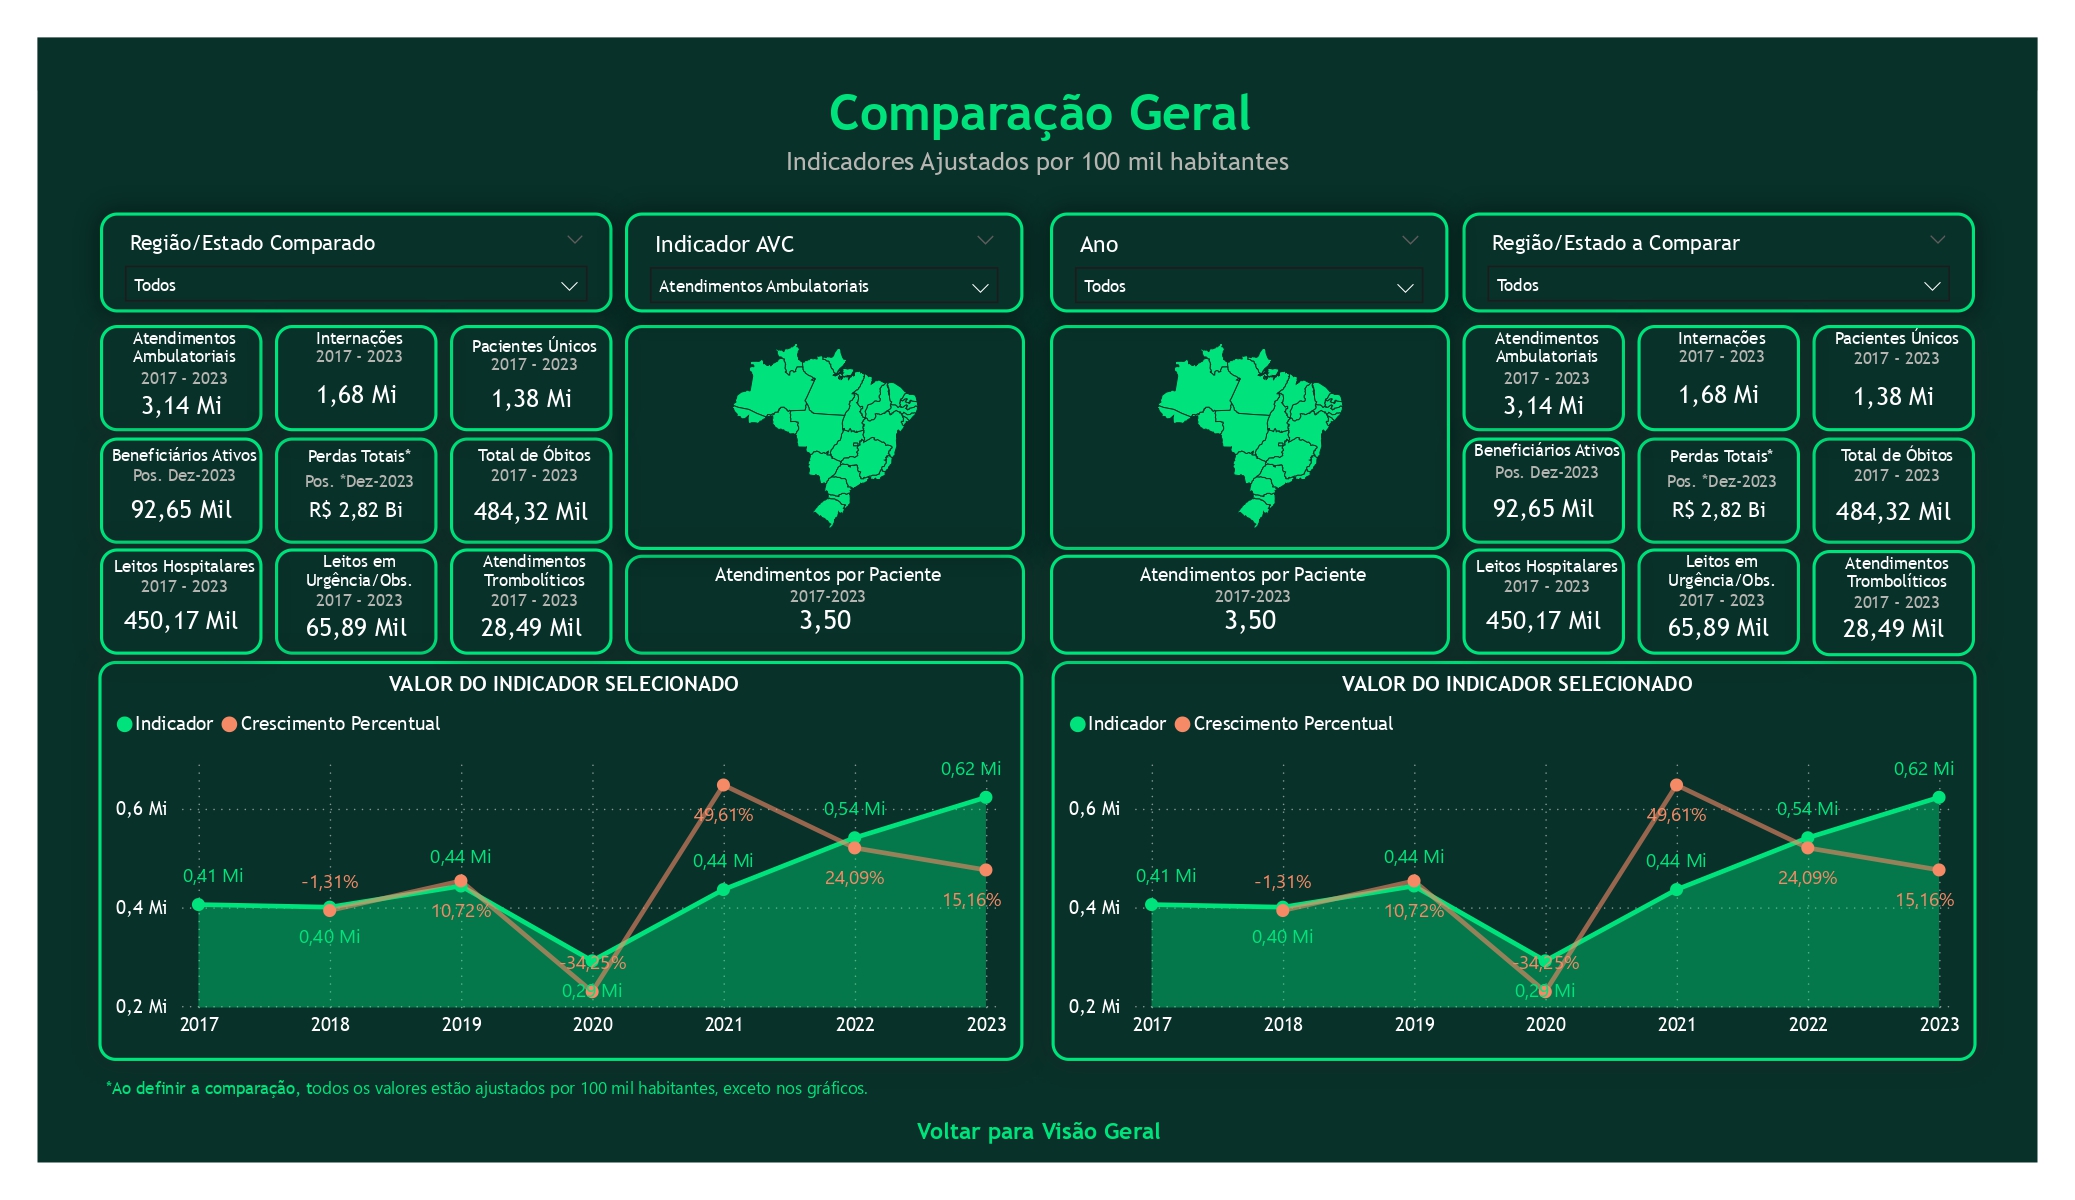 Comparação Geral
Indicadores Ajustados por 100 mil habitantes
Região/Estado Comparado
Todos
Indicador AVC
Atendimentos Ambulatoriais
Ano
Todos
Região/Estado a Comparar
Todos
Atendimentos
Ambulatoriais
2017 - 2023
3,14 Mi
Internações
2017 - 2023
1,68 Mi
Pacientes Únicos
2017 - 2023
1,38 Mi
Beneficiários Ativos
Pos. Dez-2023
92,65 Mil
Perdas Totais*
Pos. *Dez-2023
R$ 2,82 Bi
Total de Óbitos
2017 - 2023
484,32 Mil
Leitos Hospitalares
2017 - 2023
450,17 Mil
Leitos em
Urgência/Obs.
2017 - 2023
65,89 Mil
Atendimentos
Trombolíticos
2017 - 2023
28,49 Mil
Atendimentos por Paciente
2017-2023
3,50
Atendimentos por Paciente
2017-2023
3,50
Atendimentos
Ambulatoriais
2017 - 2023
3,14 Mi
Internações
2017 - 2023
1,68 Mi
Pacientes Únicos
2017 - 2023
1,38 Mi
Beneficiários Ativos
Pos. Dez-2023
92,65 Mil
Perdas Totais*
Pos. *Dez-2023
R$ 2,82 Bi
Total de Óbitos
2017 - 2023
484,32 Mil
Leitos Hospitalares
2017 - 2023
450,17 Mil
Leitos em
Urgência/Obs.
2017 - 2023
65,89 Mil
Atendimentos
Trombolíticos
2017 - 2023
28,49 Mil
VALOR DO INDICADOR SELECIONADO
Indicador Crescimento Percentual
0,62 Mi
0,6 Mi
0,54 Mi
49,61%
0,44 Mi
0,44 Mi
0,41 Mi
-1,31%
24,09%
15,16%
0,4 Mi
10,72%
0,40 Mi
-34,25%
0,29 Mi
0,2 Mi
2017 2018 2019 2020 2021 2022 2023
VALOR DO INDICADOR SELECIONADO
Indicador Crescimento Percentual
0,62 Mi
0,6 Mi
0,54 Mi
49,61%
0,44 Mi
0,44 Mi
0,41 Mi
-1,31%
24,09%
15,16%
0,4 Mi
10,72%
0,40 Mi
-34,25%
0,29 Mi
0,2 Mi
2017 2018 2019 2020 2021 2022 2023
*Ao definir a comparação, todos os valores estão ajustados por 100 mil habitantes, exceto nos gráficos.
Voltar para Visão Geral